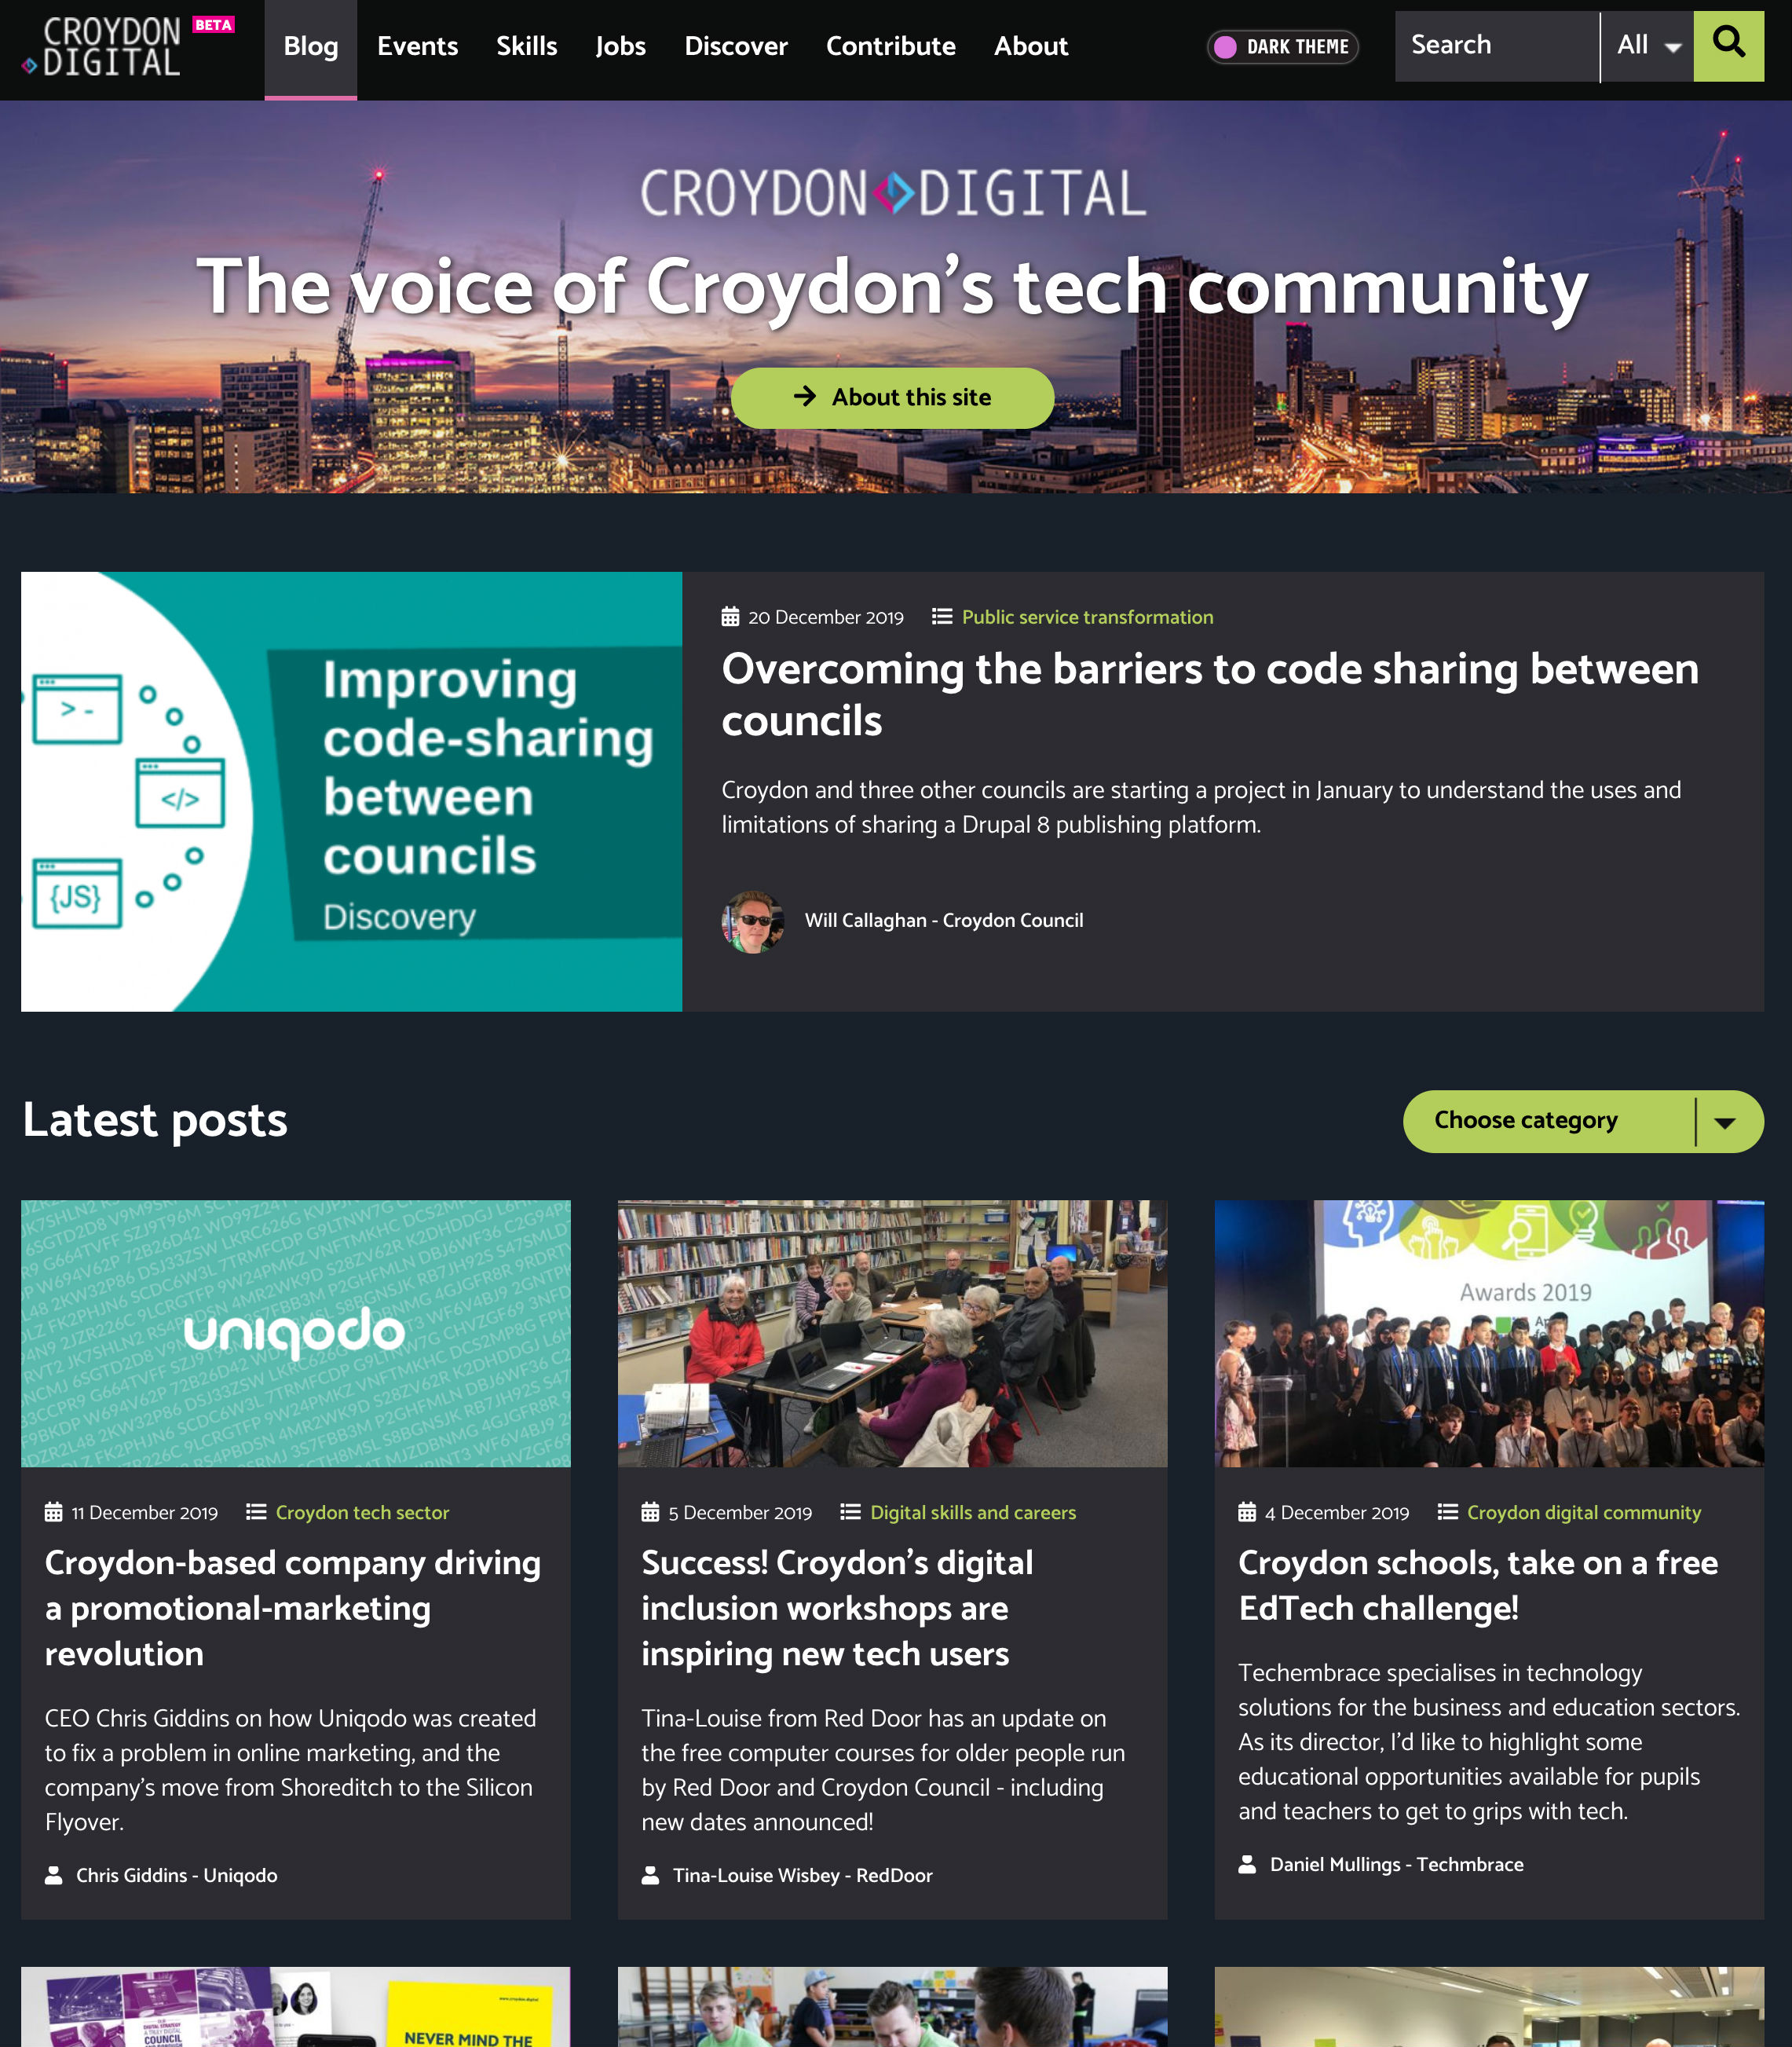 CROYDON BETA
DIGITAL
Blog Events Skills Jobs Discover Contribute About
DARK THEME
Search All
CROYDON DIGITAL
The voice of Croydon's tech community
About this site
Improving
code-sharing
between
councils
Discovery
> -
</>
{JS}
20 December 2019 Public service transformation
Overcoming the barriers to code sharing between
councils
Croydon and three other councils are starting a project in January to understand the uses and
limitations of sharing a Drupal 8 publishing platform.
Will Callaghan - Croydon Council
Latest posts
Choose category
uniqodo
11 December 2019 Croydon tech sector
Croydon-based company driving
a promotional-marketing
revolution
CEO Chris Giddins on how Uniqodo was created
to fix a problem in online marketing, and the
company's move from Shoreditch to the Silicon
Flyover.
Chris Giddins - Uniqodo
5 December 2019 Digital skills and careers
Success! Croydon's digital
inclusion workshops are
inspiring new tech users
Tina-Louise from Red Door has an update on
the free computer courses for older people run
by Red Door and Croydon Council - including
new dates announced!
Tina-Louise Wisbey - RedDoor
Awards 2019
4 December 2019 Croydon digital community
Croydon schools, take on a free
EdTech challenge!
Techembrace specialises in technology
solutions for the business and education sectors.
As its director, I'd like to highlight some
educational opportunities available for pupils
and teachers to get to grips with tech.
Daniel Mullings - Techmbrace
DIGITAL STRATEGY
A TRULY DIGITAL
COUNCIL
www.croydon.digital
NEVER MIND THE